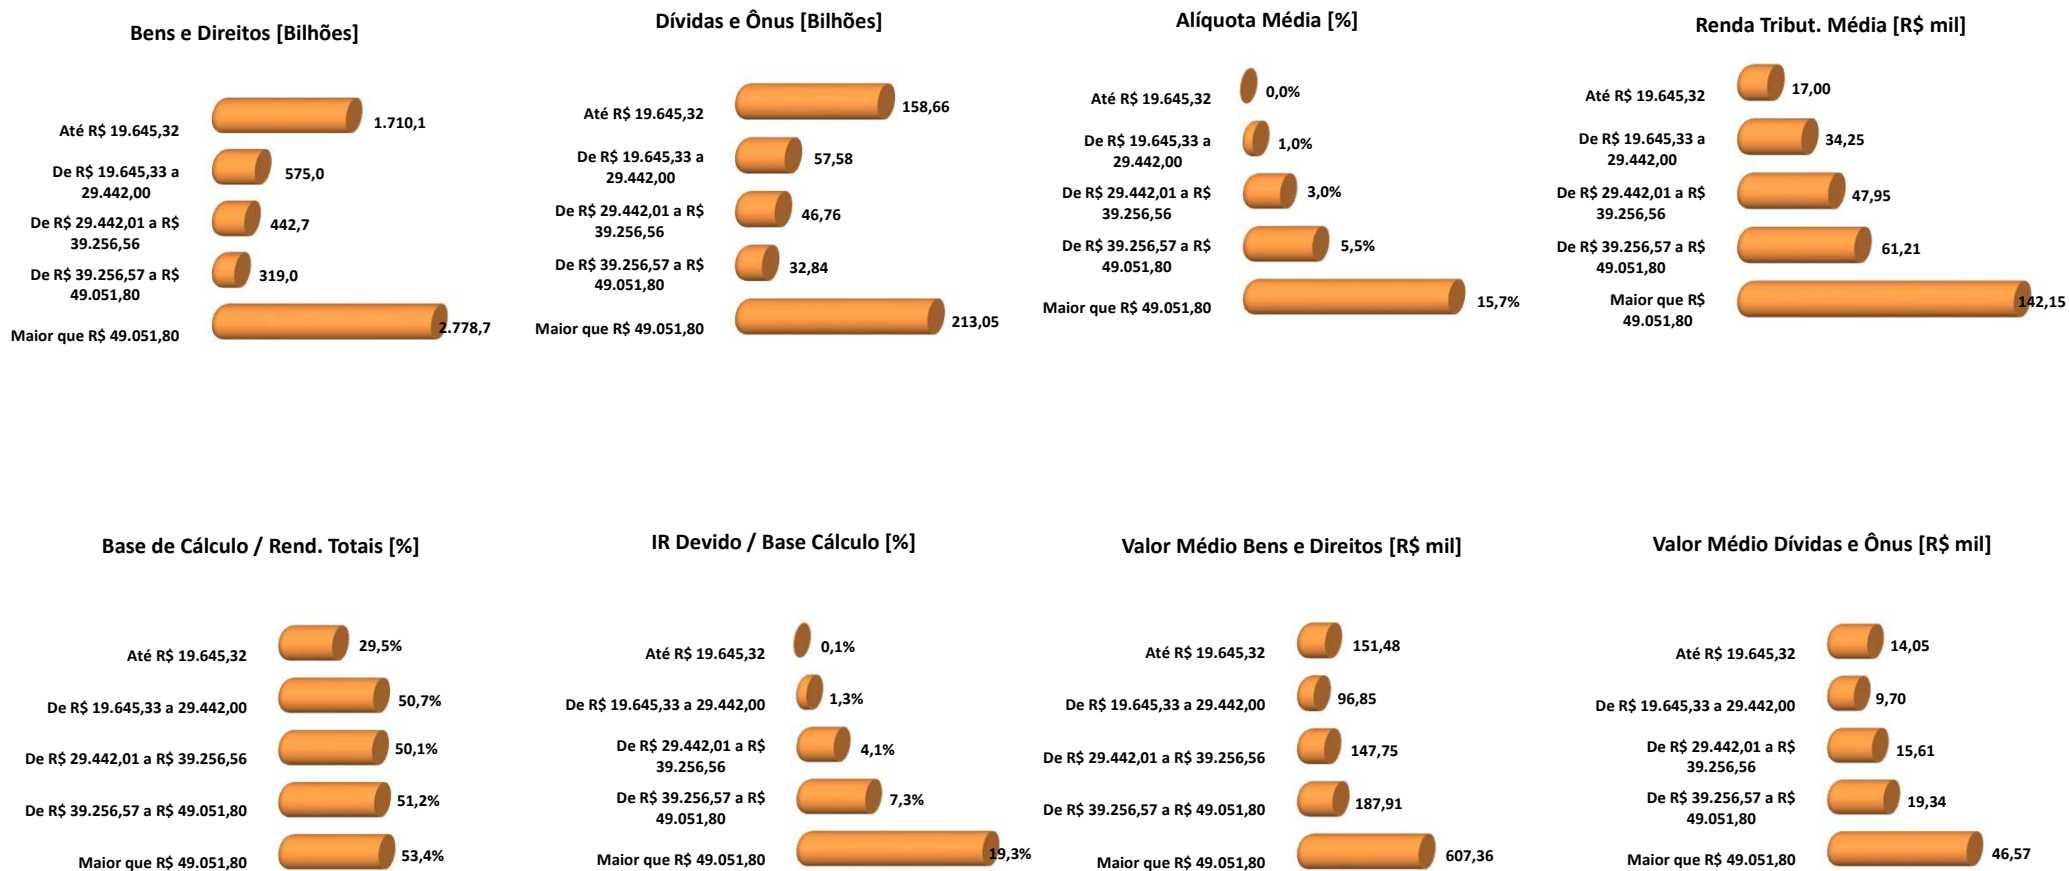 Bens e Direitos [Bilhões]
Até R$ 19.645,32
1.710,1
De R$ 19.645,33 a
29.442,00
575,0
De R$ 29.442,01 a R$
39.256,56
442,7
De R$ 39.256,57 a R$
49.051,80
319,0
Maior que R$ 49.051,80
2.778,7
Dívidas e Ônus [Bilhões]
Até R$ 19.645,32
158,66
De R$ 19.645,33 a
29.442,00
57,58
De R$ 29.442,01 a R$
39.256,56
46,76
De R$ 39.256,57 a R$
49.051,80
32,84
Maior que R$ 49.051,80
213,05
Alíquota Média [%]
Até R$ 19.645,32
0,0%
De R$ 19.645,33 a
29.442,00
1,0%
De R$ 29.442,01 a R$
39.256,56
3,0%
De R$ 39.256,57 a R$
49.051,80
5,5%
Maior que R$ 49.051,80
15,7%
Renda Tribut. Média [R$ mil]
Até R$ 19.645,32
17,00
De R$ 19.645,33 a
29.442,00
34,25
De R$ 29.442,01 a R$
39.256,56
47,95
De R$ 39.256,57 a R$
49.051,80
61,21
Maior que R$
49.051,80
142,15
Base de Cálculo / Rend. Totais [%]
Até R$ 19.645,32
29,5%
De R$ 19.645,33 a 29.442,00
50,7%
De R$ 29.442,01 a R$ 39.256,56
50,1%
De R$ 39.256,57 a R$ 49.051,80
51,2%
Maior que R$ 49.051,80
53,4%
IR Devido / Base Cálculo [%]
Até R$ 19.645,32
0,1%
De R$ 19.645,33 a 29.442,00
1,3%
De R$ 29.442,01 a R$
39.256,56
4,1%
De R$ 39.256,57 a R$
49.051,80
7,3%
Maior que R$ 49.051,80
19,3%
Valor Médio Bens e Direitos [R$ mil]
Até R$ 19.645,32
151,48
De R$ 19.645,33 a 29.442,00
96,85
De R$ 29.442,01 a R$ 39.256,56
147,75
De R$ 39.256,57 a R$ 49.051,80
187,91
Maior que R$ 49.051,80
607,36
Valor Médio Dívidas e Ônus [R$ mil]
Até R$ 19.645,32
14,05
De R$ 19.645,33 a 29.442,00
9,70
De R$ 29.442,01 a R$
39.256,56
15,61
De R$ 39.256,57 a R$
49.051,80
19,34
Maior que R$ 49.051,80
46,57